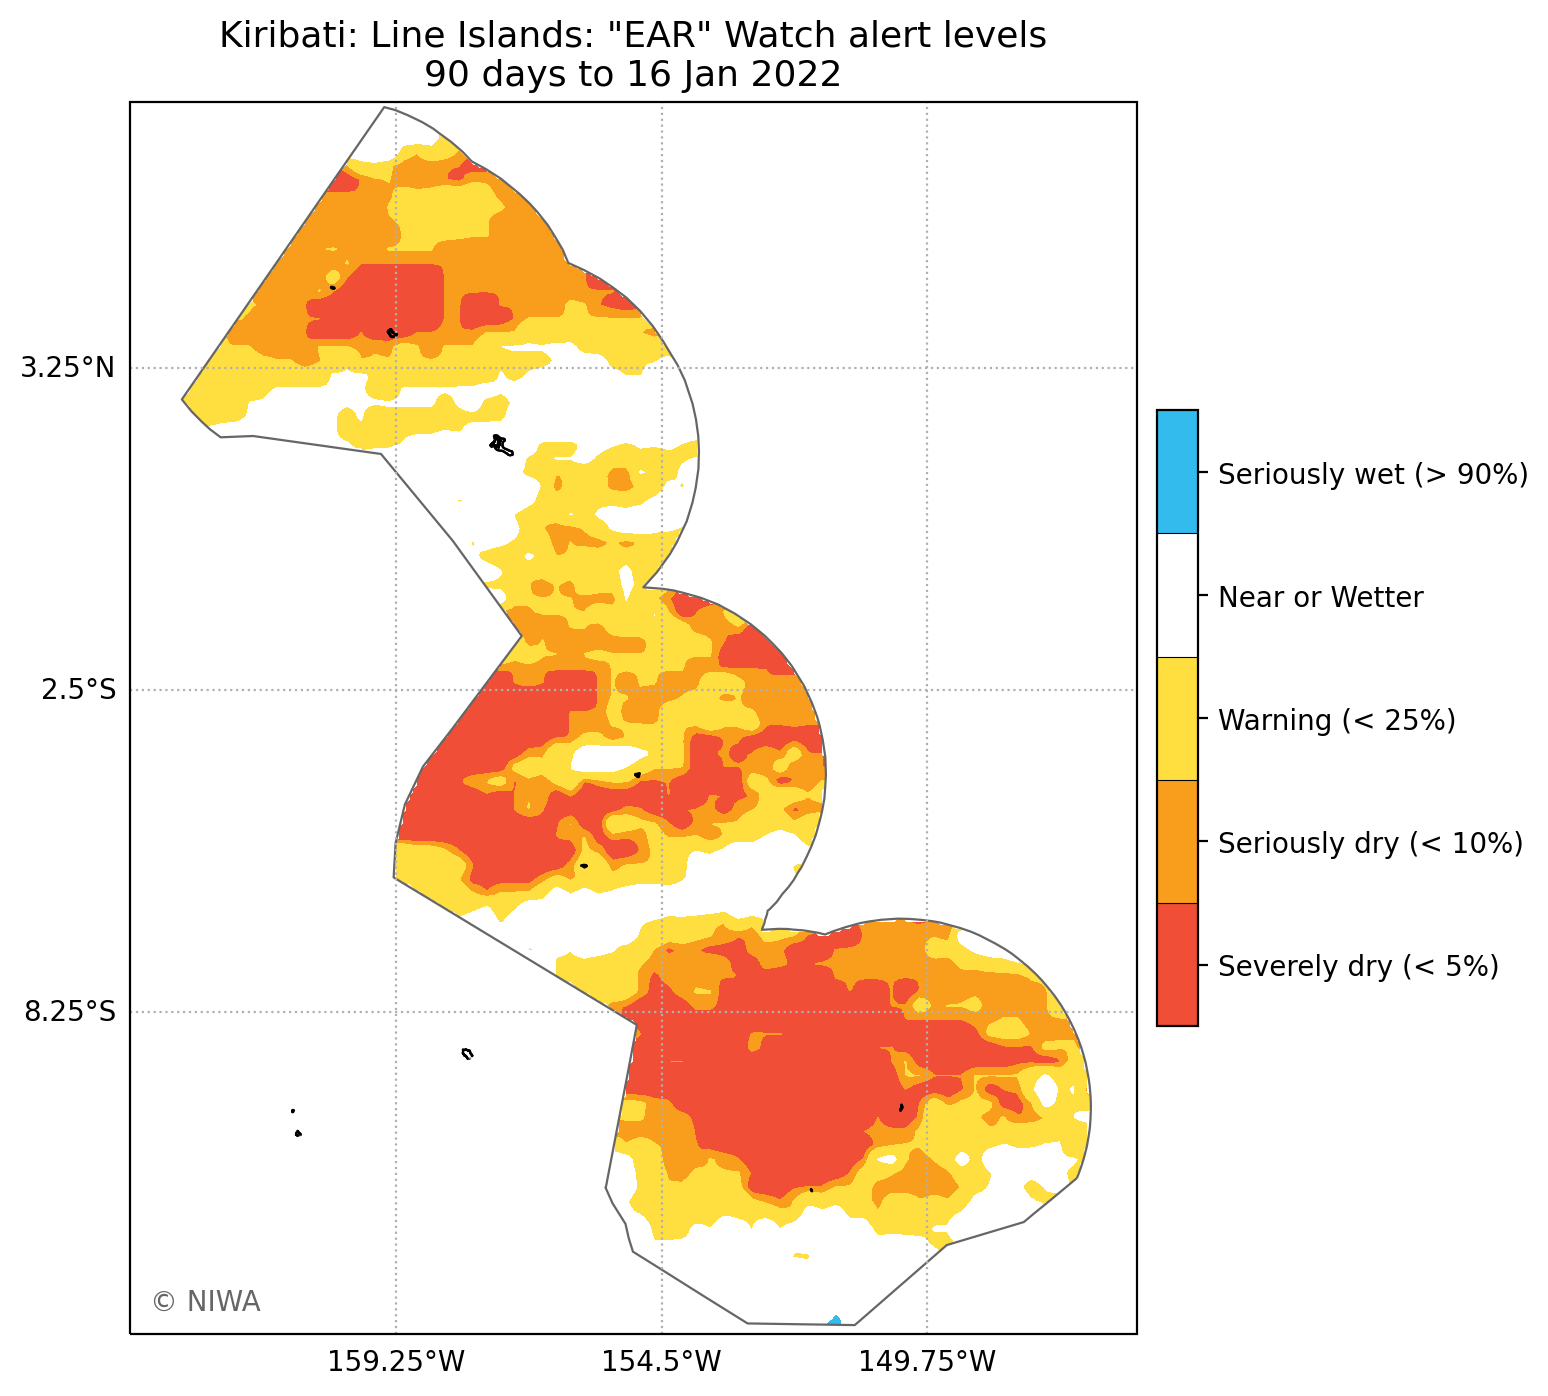 Kiribati: Line Islands: "EAR" Watch alert levels
90 days to 16 Jan 2022
3.25°N
2.5°S
8.25°S
159.25°W
154.5°W
149.75°W
© NIWA
Seriously wet (> 90%)
Near or Wetter
Warning (< 25%)
Seriously dry (< 10%)
Severely dry (< 5%)